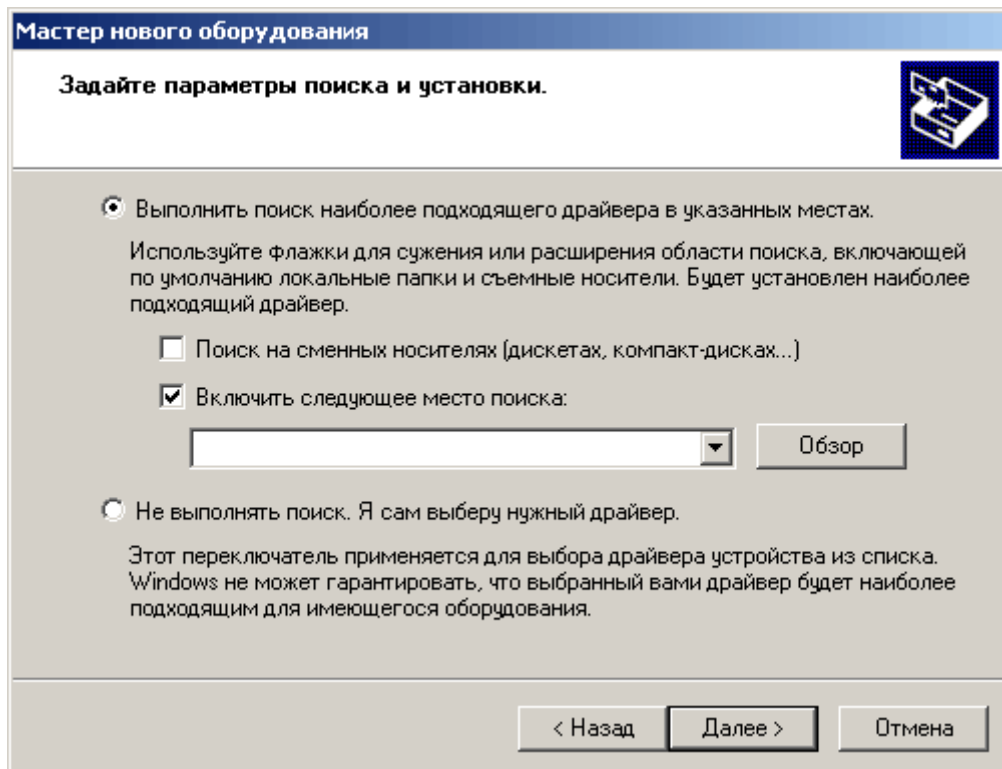 Мастер нового оборудования
Задайте параметры поиска и установки.
Выполнить поиск наиболее подходящего драйвера в указанных местах.
Используйте флажки для сужения или расширения области поиска, включающей
по умолчанию локальные папки и съемные носители. Будет установлен наиболее
подходящий драйвер.
Поиск на сменных носителях (дискетах, компакт-дисках...)
Включить следующее место поиска:
Обзор
Не выполнять поиск. Я сам выберу нужный драйвер.
Этот переключатель применяется для выбора драйвера устройства из списка.
Windows не может гарантировать, что выбранный вами драйвер будет наиболее
подходящим для имеющегося оборудования.
< Назад Далее > Отмена